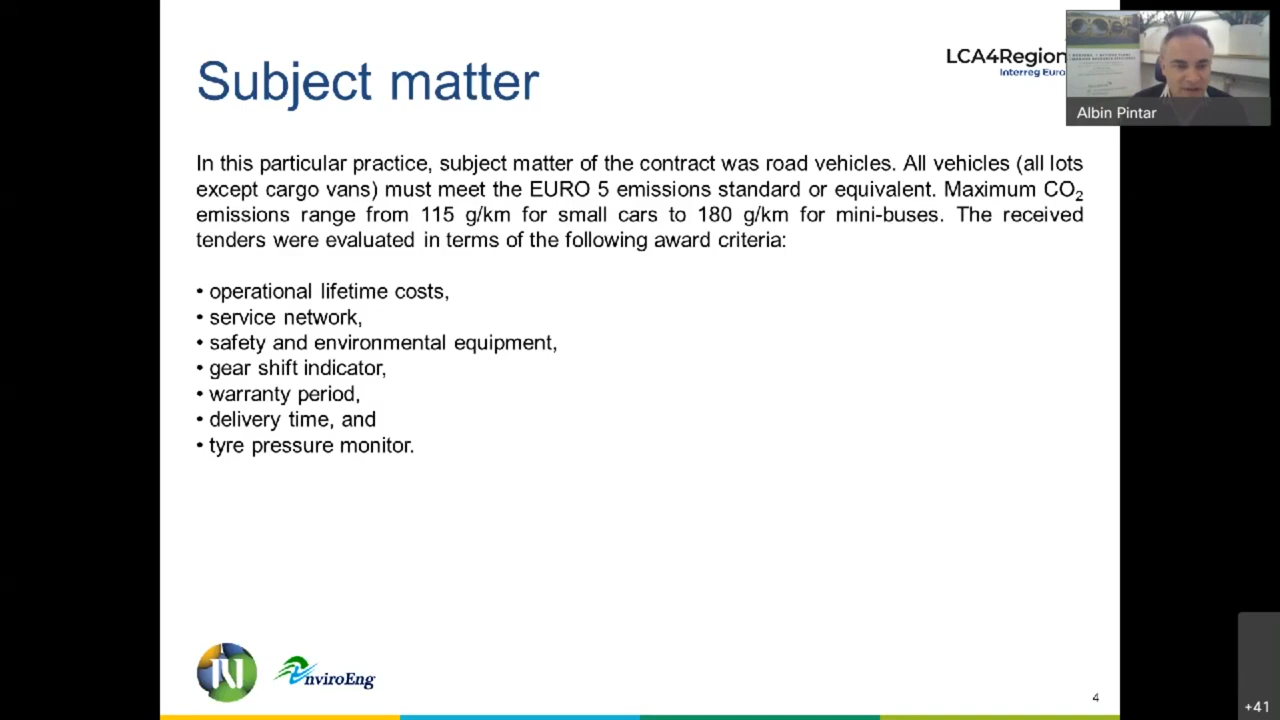 Subject matter
LCA4Region
Interreg Euro
Albin Pintar
In this particular practice, subject matter of the contract was road vehicles. All vehicles (all lots
except cargo vans) must meet the EURO 5 emissions standard or equivalent. Maximum CO2
emissions range from 115 g/km for small cars to 180 g/km for mini-buses. The received
tenders were evaluated in terms of the following award criteria:
• operational lifetime costs,
• service network,
• safety and environmental equipment,
• gear shift indicator,
• warranty period,
• delivery time, and
• tyre pressure monitor.
nviroEng
4
+41